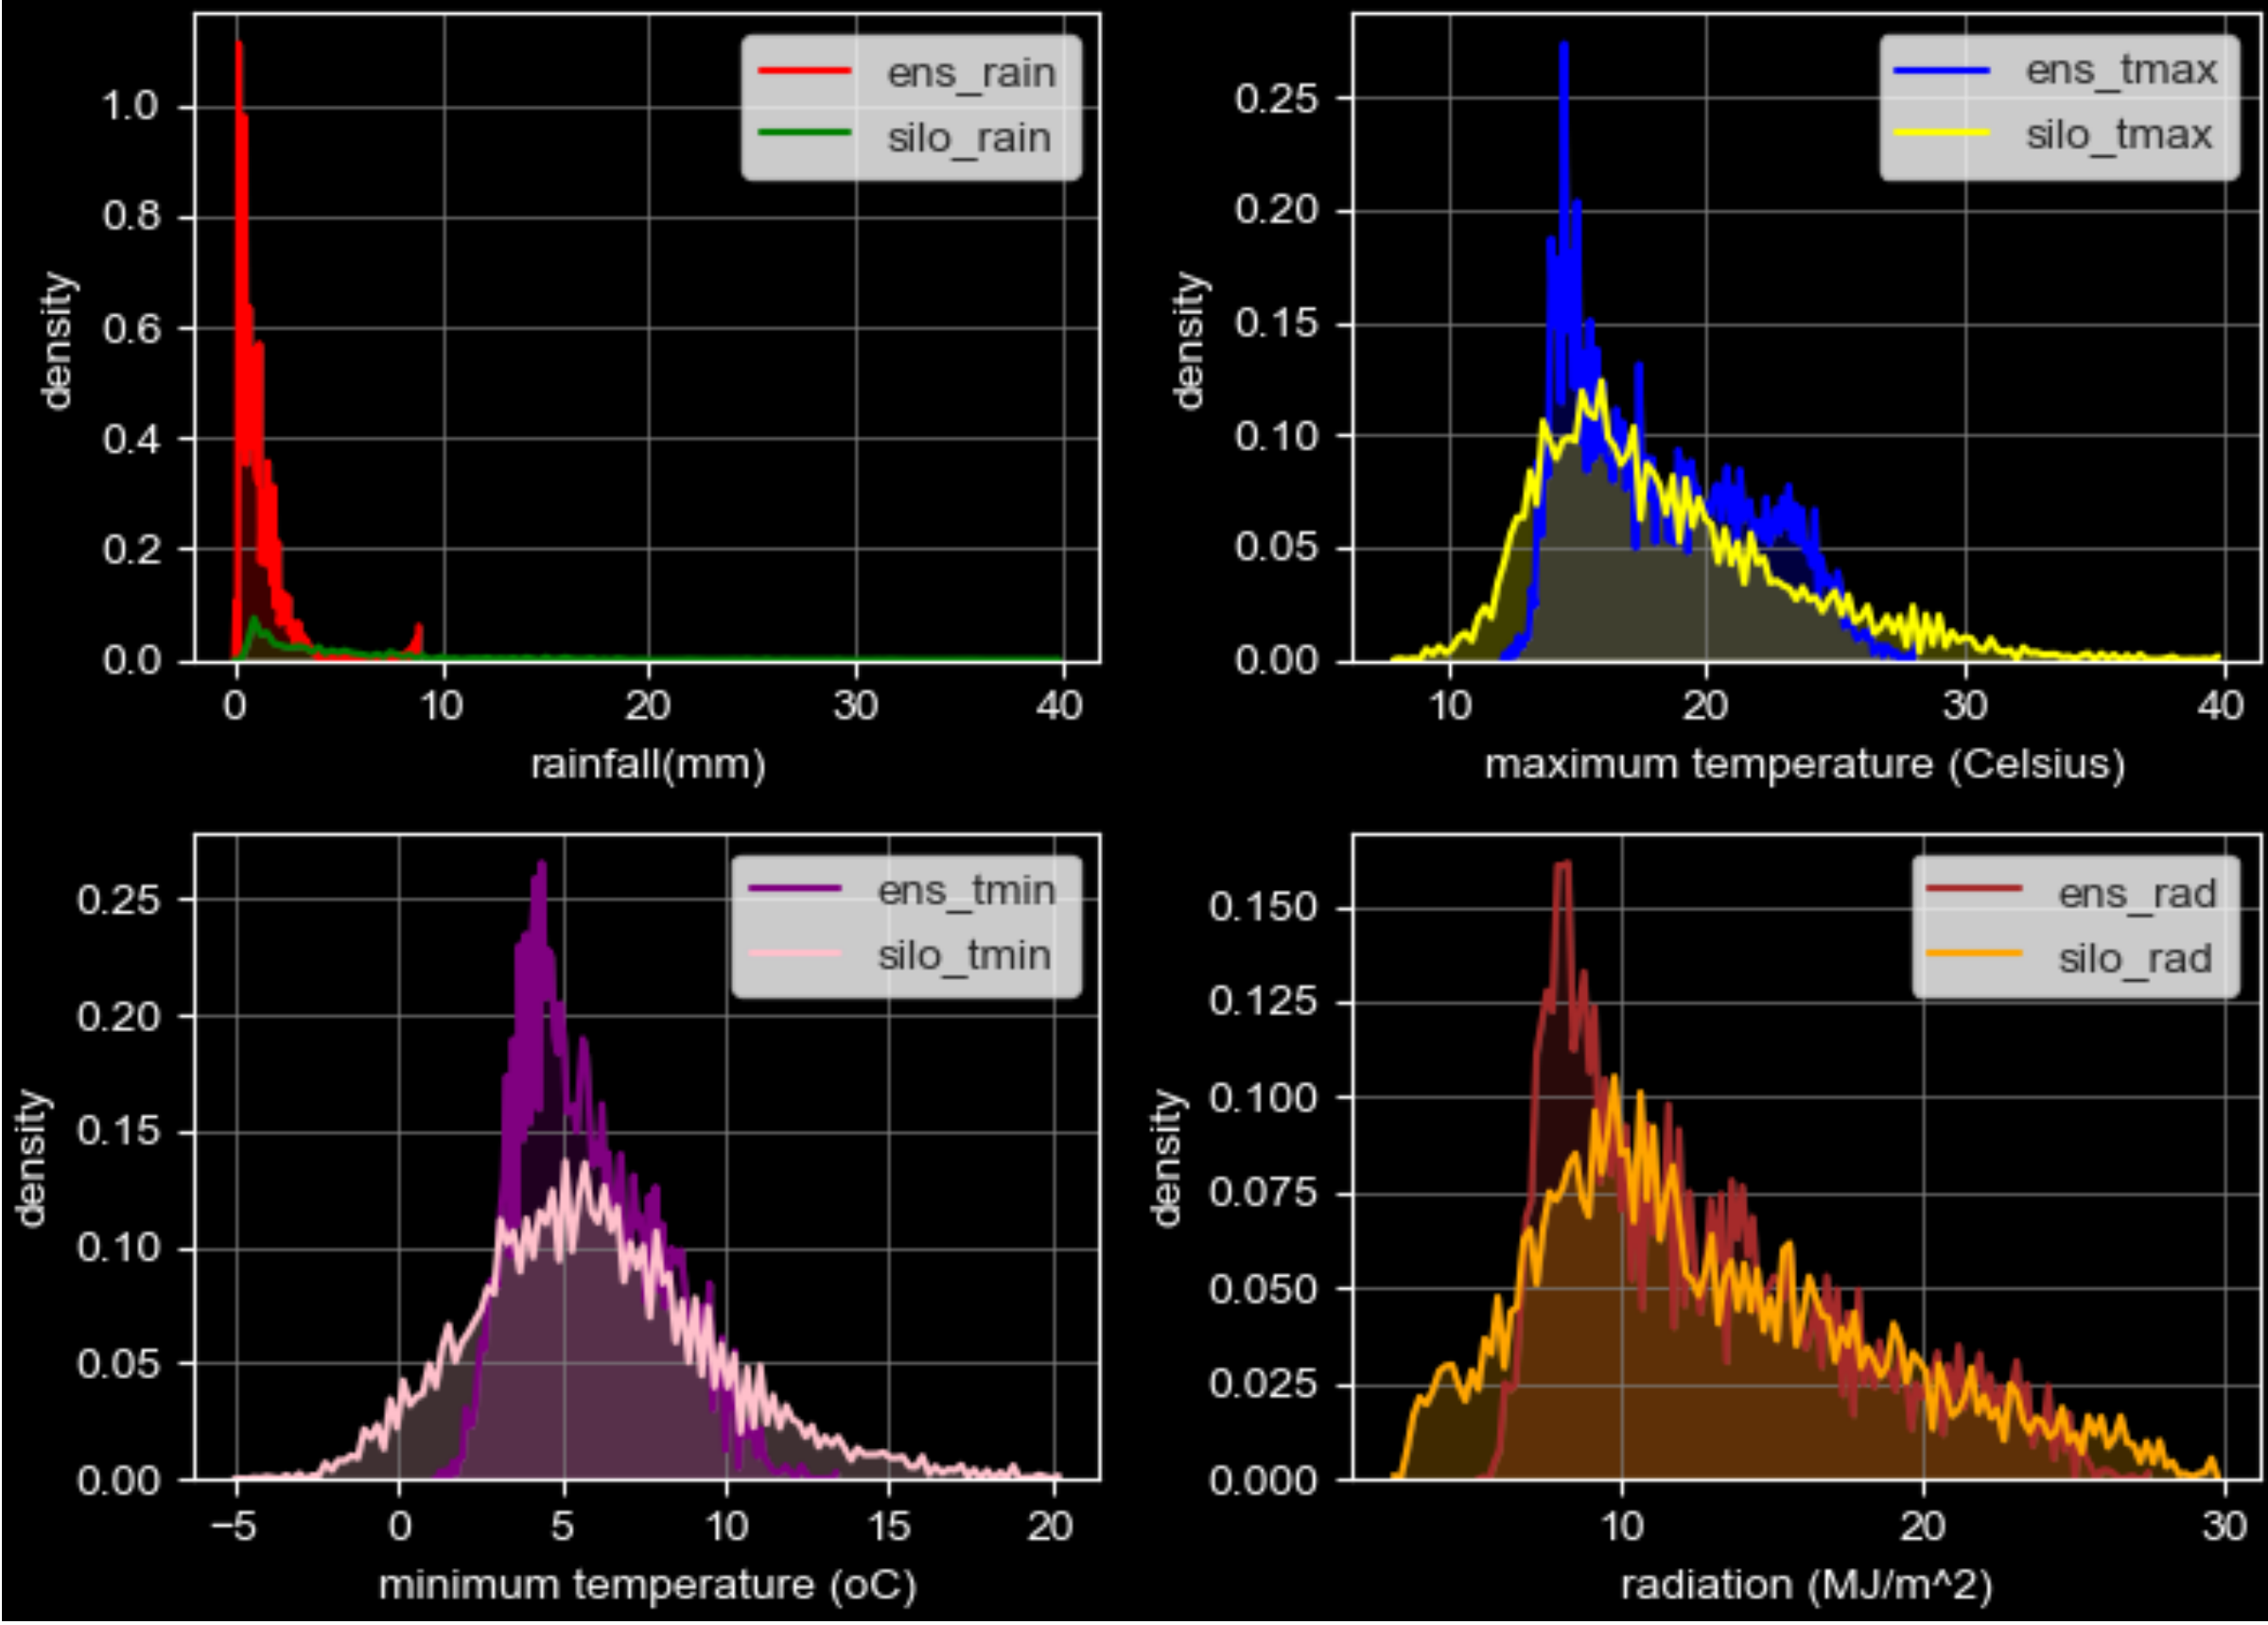 ens_rain
silo_rain
1.0
0.8
0.6
0.4
0.2
0.0
density
0
10
20
30
40
rainfall(mm)
ens_tmax
silo_tmax
0.25
0.20
0.15
0.10
0.05
0.00
density
10
20
30
40
maximum temperature (Celsius)
ens_tmin
silo_tmin
0.25
0.20
0.15
0.10
0.05
0.00
density
−5
0
5
10
15
20
minimum temperature (oC)
ens_rad
silo_rad
0.150
0.125
0.100
0.075
0.050
0.025
0.000
density
10
20
30
radiation (MJ/m^2)